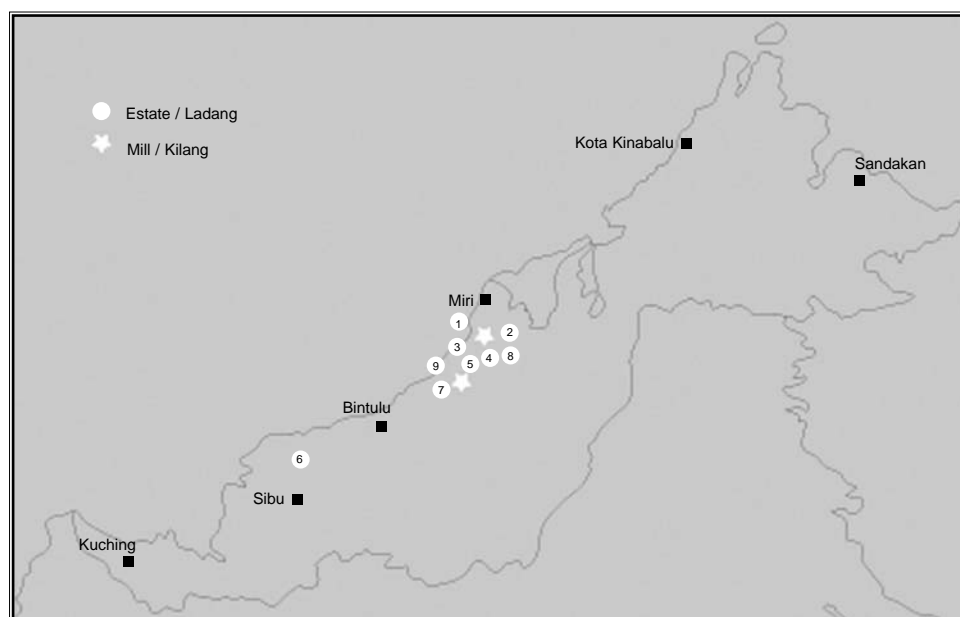 Estate / Ladang
Mill / Kilang
Kota Kinabalu
Sandakan
Miri
1
2
3
4
8
5
9
7
Bintulu
6
Sibu
Kuching